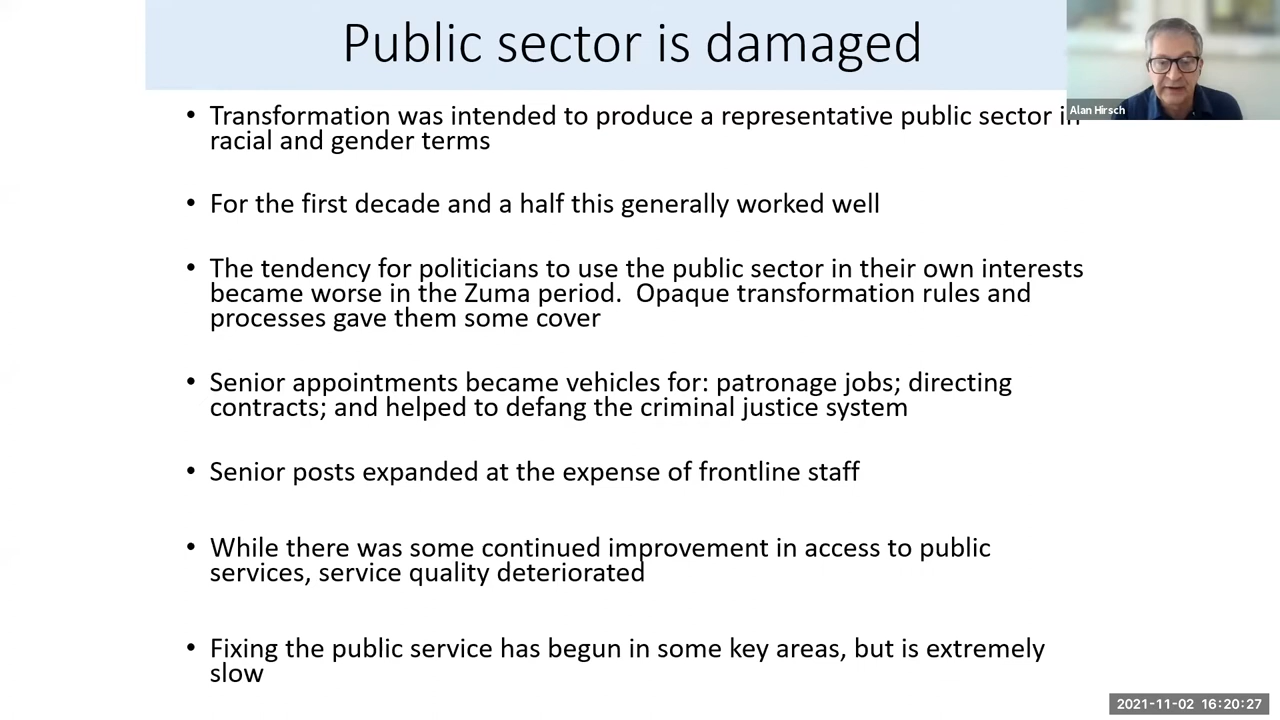 Public sector is damaged
Alan Hirsch
• Transformation was intended to produce a representative public sector in
racial and gender terms
• For the first decade and a half this generally worked well
• The tendency for politicians to use the public sector in their own interests
became worse in the Zuma period.  Opaque transformation rules and
processes gave them some cover
• Senior appointments became vehicles for: patronage jobs; directing
contracts; and helped to defang the criminal justice system
• Senior posts expanded at the expense of frontline staff
• While there was some continued improvement in access to public
services, service quality deteriorated
• Fixing the public service has begun in some key areas, but is extremely
slow
2021-11-02 16:20:27